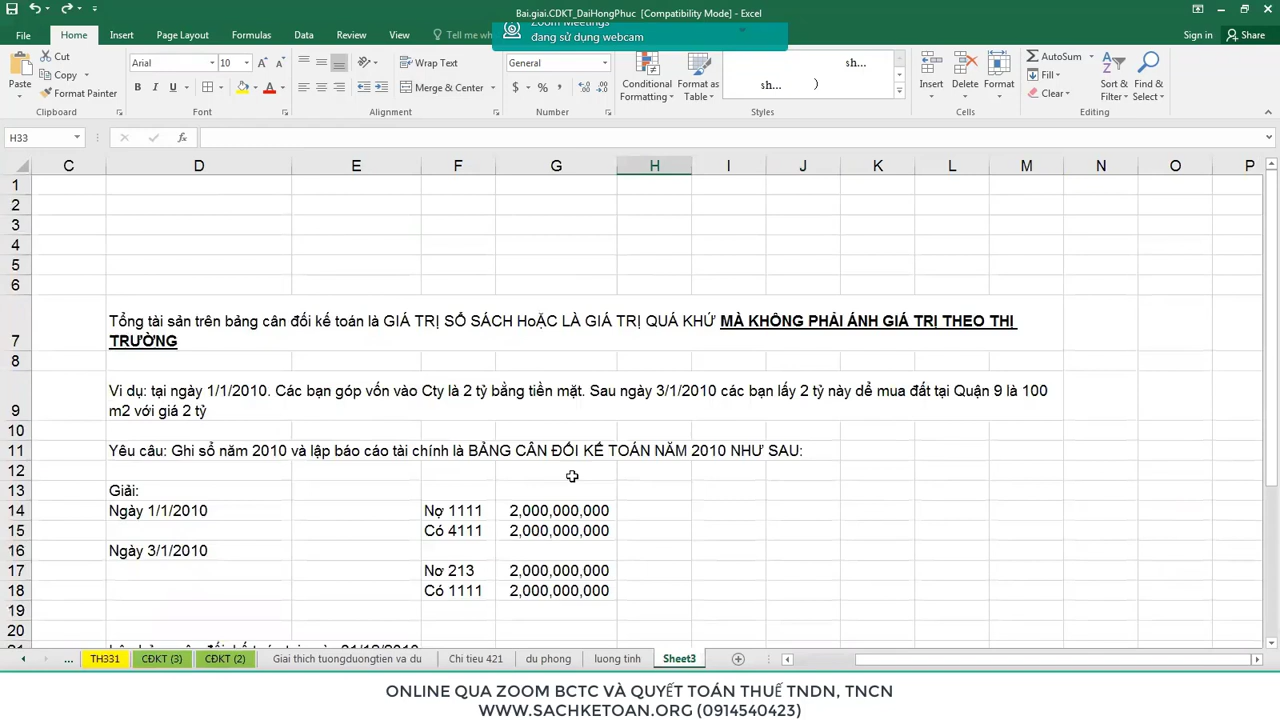 Bai.giai.CDKT_DaiHongPhuc [Compatibility Mode] - Excel
Zoom Meetings
đang sử dụng webcam
File Home Insert Page Layout Formulas Data Review View Tell me Sign in Share
Cut
Copy
Format Painter
Paste
Clipboard
Arial 10
B I U A
Font
Wrap Text
Merge & Center
Alignment
General
$ % ,
Number
Conditional Formatting
Format as Table
sh...
sh... )
Styles
Insert Delete Format
Cells
AutoSum
Fill
Clear
Sort & Filter
Find & Select
Editing
H33 fx
C D E F G H I J K L M N O P
1
2
3
4
5
6
7 Tổng tài sản trên bảng cân đối kế toán là GIÁ TRỊ SỔ SÁCH HoẶC LÀ GIÁ TRỊ QUÁ KHỨ MÀ KHÔNG PHẢI ÁNH GIÁ TRỊ THEO THỊ
TRƯỜNG
8
9 Ví dụ: tại ngày 1/1/2010. Các bạn góp vốn vào Cty là 2 tỷ bằng tiền mặt. Sau ngày 3/1/2010 các bạn lấy 2 tỷ này dể mua đất tại Quận 9 là 100
m2 với giá 2 tỷ
10
11 Yêu câu: Ghi sổ năm 2010 và lập báo cáo tài chính là BẢNG CÂN ĐỐI KẾ TOÁN NĂM 2010 NHƯ SAU:
12
13 Giải:
14 Ngày 1/1/2010 Nợ 1111 2,000,000,000
15 Có 4111 2,000,000,000
16 Ngày 3/1/2010
17 Nơ 213 2,000,000,000
18 Có 1111 2,000,000,000
19
20
... TH331 CĐKT (3) CĐKT (2) Giai thich tuongduongtien va du Chi tieu 421 du phong luong tinh Sheet3
ONLINE QUA ZOOM BCTC VÀ QUYẾT TOÁN THUẾ TNDN, TNCN
WWW.SACHKETOAN.ORG (0914540423)